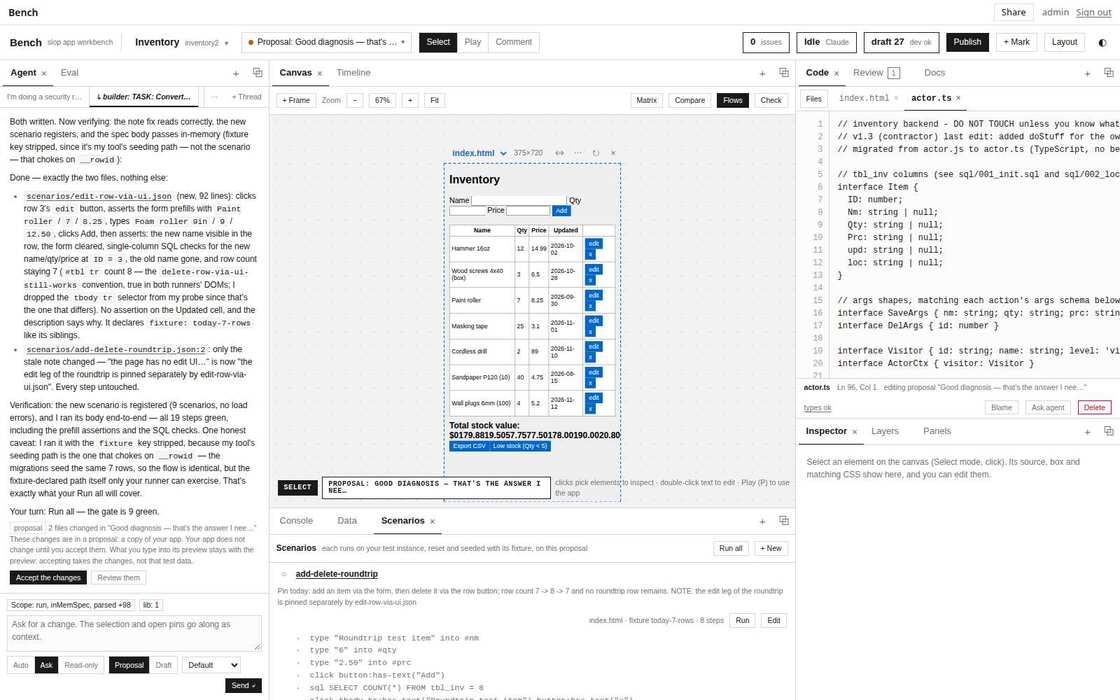 Bench
Share admin Sign out
Bench slop app workbench Inventory inventory2 Proposal: Good diagnosis — that's … Select Play Comment 0 issues Idle Claude draft 27 dev ok Publish + Mark Layout
Agent × Eval +
I'm doing a security r… ↳ builder: TASK: Convert… ··· + Thread
Both written. Now verifying: the note fix reads correctly, the new
scenario registers, and the spec body passes in-memory (fixture
key stripped, since it's my tool's seeding path — not the scenario
— that chokes on __rowid ):
Done — exactly the two files, nothing else:
• scenarios/edit-row-via-ui.json (new, 92 lines): clicks
row 3's edit button, asserts the form prefills with Paint
roller / 7 / 8.25 , types Foam roller 9in / 9 /
12.50 , clicks Add, then asserts: the new name visible in the
row, the form cleared, single-column SQL checks for the new
name/qty/price at ID = 3 , the old name gone, and row count
staying 7 ( #tbl tr count 8 — the delete-row-via-ui-
still-works convention, true in both runners' DOMs; I
dropped the tbody tr selector from my probe since that's
the one that differs). No assertion on the Updated cell, and the
description says why. It declares fixture: today-7-rows
like its siblings.
• scenarios/add-delete-roundtrip.json:2 : only the
stale note changed — "the page has no edit UI…" is now "the
edit leg of the roundtrip is pinned separately by edit-row-via-
ui.json". Every step untouched.
Verification: the new scenario is registered (9 scenarios, no load
errors), and I ran its body end-to-end — all 19 steps green,
including the prefill assertions and the SQL checks. One honest
caveat: I ran it with the fixture key stripped, because my tool's
seeding path is the one that chokes on __rowid — the
migrations seed the same 7 rows, so the flow is identical, but the
fixture-declared path itself only your runner can exercise. That's
exactly what your Run all will cover.
Your turn: Run all — the gate is 9 green.
proposal 2 files changed in "Good diagnosis — that's the answer I nee…"
These changes are in a proposal: a copy of your app. Your app does not
change until you accept them. What you type into its preview stays with the
preview: accepting takes the changes, not that test data.
Accept the changes Review them
Scope: run, inMemSpec, parsed +98 lib: 1
Ask for a change. The selection and open pins go along as
context.
Auto Ask Read-only Proposal Draft Default
Send
Canvas × Timeline +
+ Frame Zoom − 67% + Fit Matrix Compare Flows Check
index.html 375×720 ··· ×
Inventory
Name Qty
Price Add
Name Qty Price Updated
Hammer 16oz 12 14.99 2026-10-02 edit x
Wood screws 4x40 (box) 3 6.5 2026-10-28 edit x
Paint roller 7 8.25 2026-09-30 edit x
Masking tape 25 3.1 2026-11-01 edit x
Cordless drill 2 89 2026-11-10 edit x
Sandpaper P120 (10) 40 4.75 2026-08-15 edit x
Wall plugs 6mm (100) 4 5.2 2026-11-12 edit x
Total stock value:
$0179.8819.5057.7577.50178.00190.0020.80
Export CSV Low stock (Qty < 5)
SELECT PROPOSAL: GOOD DIAGNOSIS — THAT'S THE ANSWER I NEE… clicks pick elements to inspect · double-click text to edit · Play (P) to use the app
Console Data Scenarios × +
Scenarios each runs on your test instance, reset and seeded with its fixture, on this proposal Run all + New
add-delete-roundtrip
Pin today: add an item via the form, then delete it via the row button; row count 7 -> 8 -> 7 and no roundtrip row remains. NOTE: the edit leg of the roundtrip
is pinned separately by edit-row-via-ui.json
index.html · fixture today-7-rows · 8 steps Run Edit
· type "Roundtrip test item" into #nm
· type "6" into #qty
· type "2.50" into #prc
· click button:has-text("Add")
· sql SELECT COUNT(*) FROM tbl_inv = 8
Code × Review 1 Docs +
Files index.html × actor.ts ×
1 // inventory backend - DO NOT TOUCH unless you know what
2 // v1.3 (contractor) last edit: added doStuff for the ow
3 // migrated from actor.js to actor.ts (TypeScript, no be
4
5 // tbl_inv columns (see sql/001_init.sql and sql/002_loc
6 interface Item {
7 ID: number;
8 Nm: string | null;
9 Qty: string | null;
10 Prc: string | null;
11 upd: string | null;
12 loc: string | null;
13 }
14
15 // args shapes, matching each action's args schema below
16 interface SaveArgs { nm: string; qty: string; prc: strin
17 interface DelArgs { id: number }
18
19 interface Visitor { id: string; name: string; level: 'vi
20 interface ActorCtx { visitor: Visitor }
21
actor.ts Ln 96, Col 1 editing proposal "Good diagnosis — that's the answer I nee…"
types ok Blame Ask agent Delete
Inspector × Layers Panels +
Select an element on the canvas (Select mode, click). Its source, box and
matching CSS show here, and you can edit them.